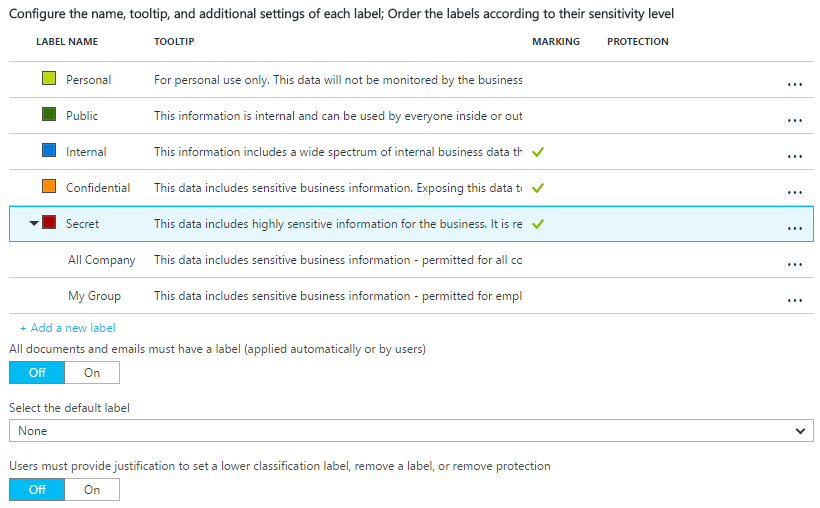 Configure the name, tooltip, and additional settings of each label; Order the labels according to their sensitivity level
LABEL NAME TOOLTIP MARKING PROTECTION
Personal For personal use only. This data will not be monitored by the business
Public This information is internal and can be used by everyone inside or out
Internal This information includes a wide spectrum of internal business data th
Confidential This data includes sensitive business information. Exposing this data to
Secret This data includes highly sensitive information for the business. It is re
All Company This data includes sensitive business information - permitted for all co
My Group This data includes sensitive business information - permitted for empl
+ Add a new label
All documents and emails must have a label (applied automatically or by users)
Off On
Select the default label
None
Users must provide justification to set a lower classification label, remove a label, or remove protection
Off On